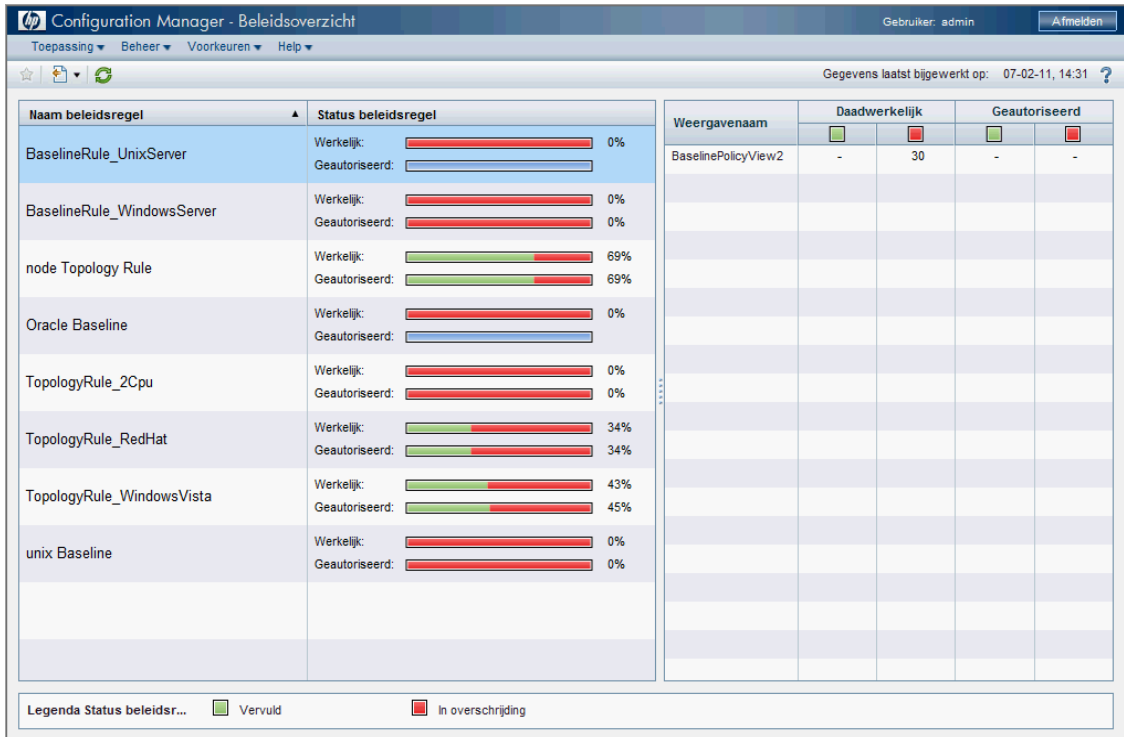 hp Configuration Manager - Beleidsoverzicht Gebruiker: admin Afmelden
Toepassing Beheer Voorkeuren Help
Gegevens laatst bijgewerkt op: 07-02-11, 14:31 ?
Naam beleidsregel Status beleidsregel
BaselineRule_UnixServer
Werkelijk: 0%
Geautoriseerd:
BaselineRule_WindowsServer
Werkelijk: 0%
Geautoriseerd: 0%
node Topology Rule
Werkelijk: 69%
Geautoriseerd: 69%
Oracle Baseline
Werkelijk: 0%
Geautoriseerd:
TopologyRule_2Cpu
Werkelijk: 0%
Geautoriseerd: 0%
TopologyRule_RedHat
Werkelijk: 34%
Geautoriseerd: 34%
TopologyRule_WindowsVista
Werkelijk: 43%
Geautoriseerd: 45%
unix Baseline
Werkelijk: 0%
Geautoriseerd: 0%
Weergavenaam Daadwerkelijk Geautoriseerd
BaselinePolicyView2 - 30 - -
Legenda Status beleidsr... Vervuld In overschrijding